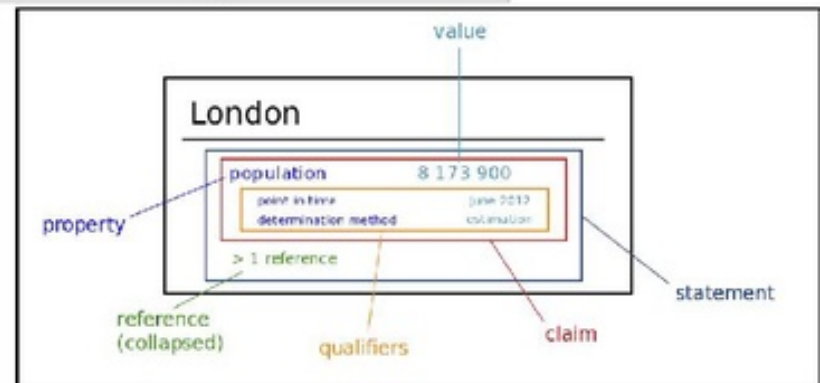 value
London
population 8 173 900
point in time june 2012
determination method estimation
property
> 1 reference
statement
reference
(collapsed)
claim
qualifiers